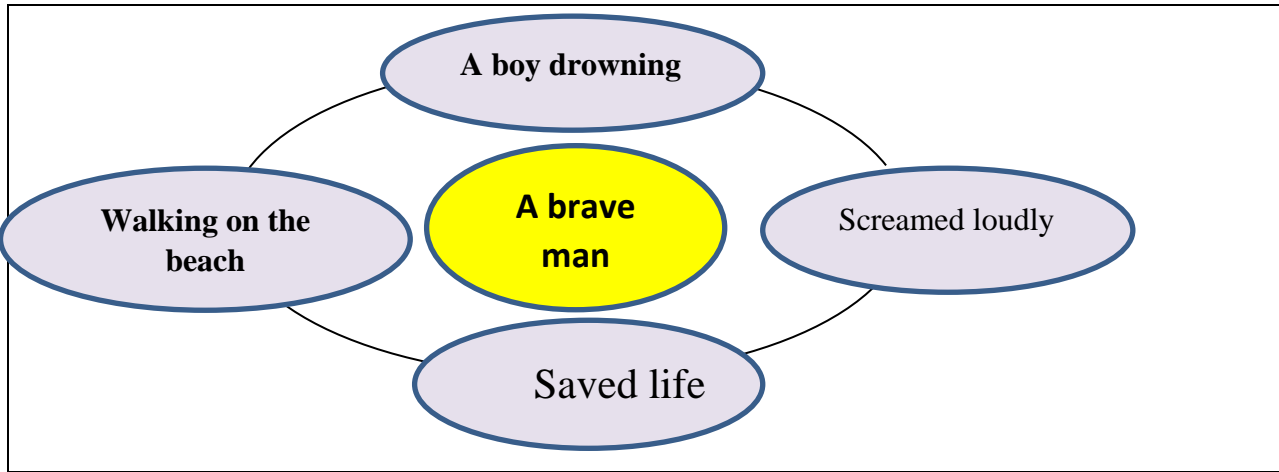 A boy drowning
Walking on the
beach
A brave
man
Screamed loudly
Saved life